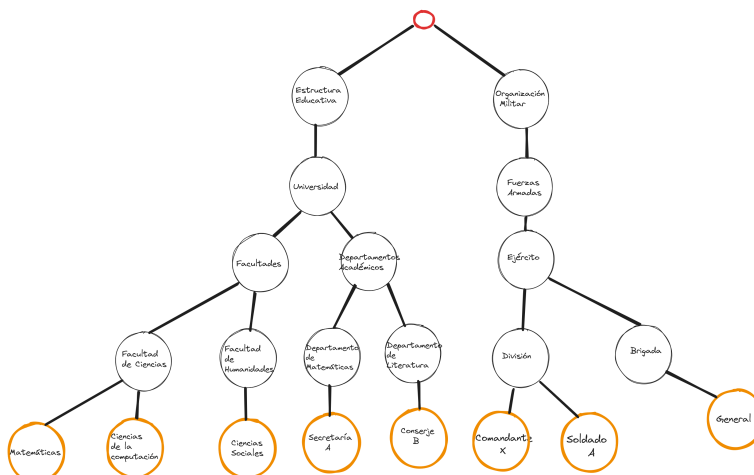 Estructura
Educativa
Organización
Militar
Universidad
Fuerzas
Armadas
Facultades
Departamentos
Académicos
Ejército
Facultad
de Ciencias
Facultad
de
Humanidades
Departamento
de
Matemáticas
Departamento
de
Literatura
División
Brigada
Matemáticas
Ciencias
de la
computación
Ciencias
Sociales
Secretaría
A
Conserje
B
Comandante
X
Soldado
A
General